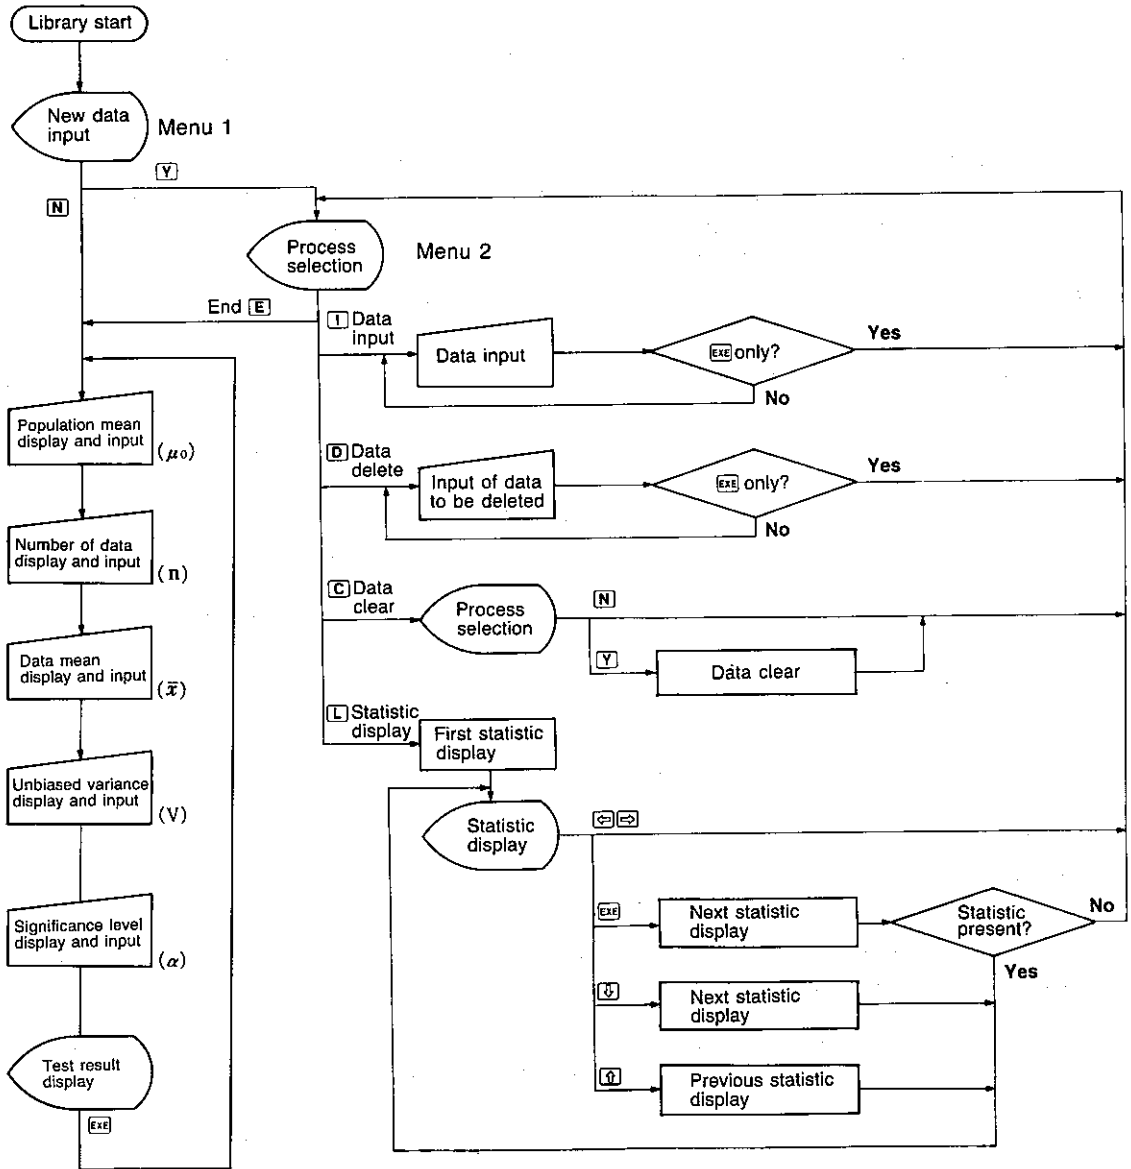 Library start
New data
input
Menu 1
Y
N
Process
selection
Menu 2
End E
I Data
input
Data input
EXE only?
Yes
No
Population mean
display and input
(μ0)
D Data
delete
Input of data
to be deleted
EXE only?
Yes
No
Number of data
display and input
(n)
C Data
clear
Process
selection
N
Y
Data clear
Data mean
display and input
(x̄)
L Statistic
display
First statistic
display
Unbiased variance
display and input
(V)
Statistic
display
⇦ ⇨
EXE
Next statistic
display
Statistic
present?
No
Yes
Significance level
display and input
(α)
⇩
Next statistic
display
⇧
Previous statistic
display
Test result
display
EXE